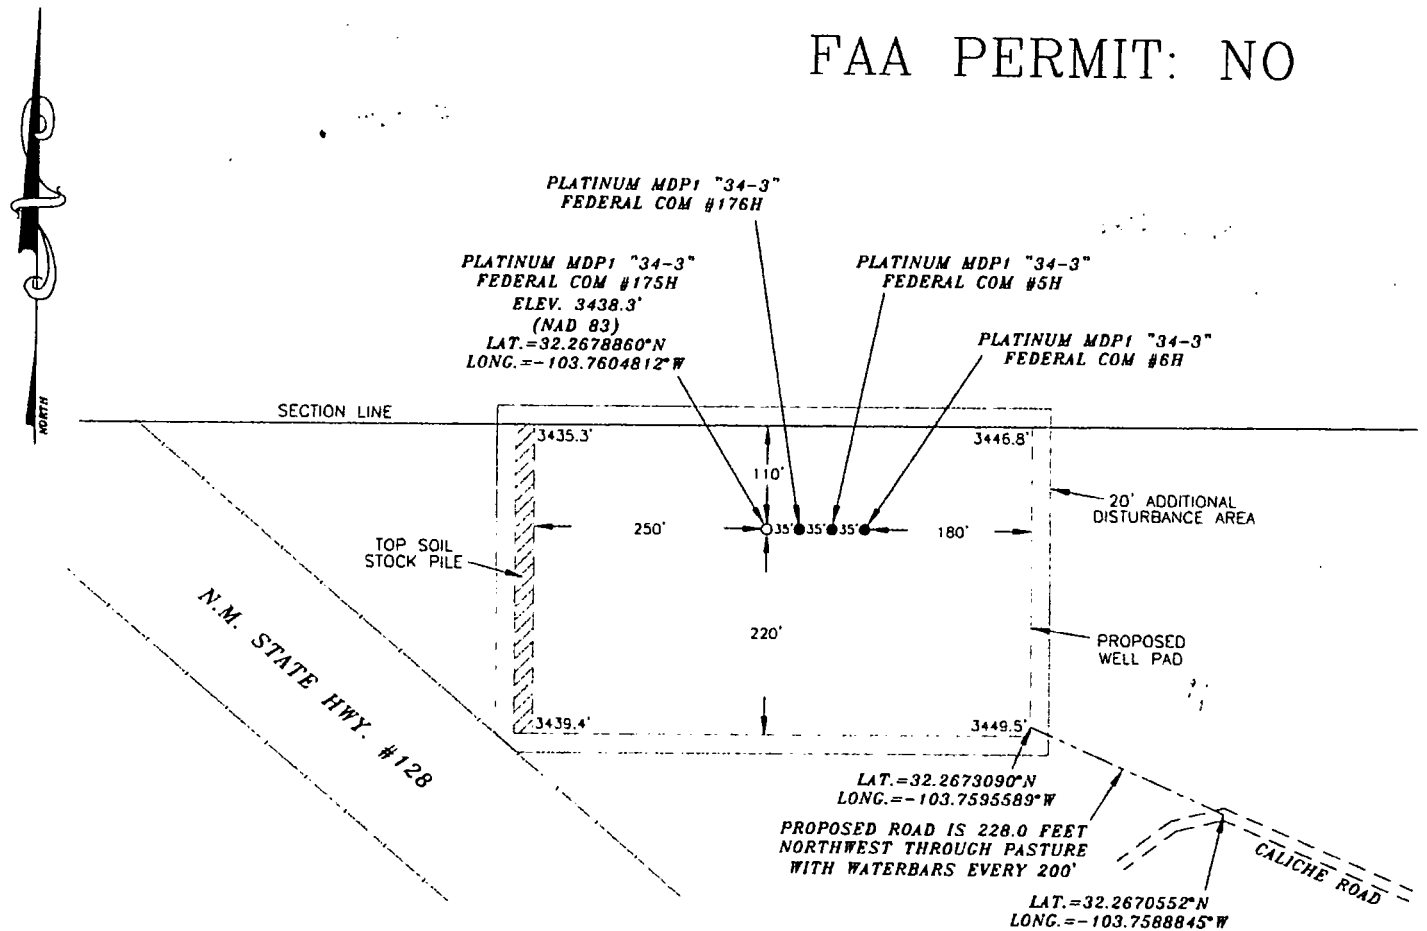 FAA PERMIT: NO
PLATINUM MDP1 "34-3"
FEDERAL COM #176H
PLATINUM MDP1 "34-3"
FEDERAL COM #175H
ELEV. 3438.3'
(NAD 83)
LAT.=32.2678860°N
LONG.=-103.7604812°W
PLATINUM MDP1 "34-3"
FEDERAL COM #5H
PLATINUM MDP1 "34-3"
FEDERAL COM #6H
NORTH
SECTION LINE
3435.3'
3446.8'
110'
20' ADDITIONAL
DISTURBANCE AREA
250'
35'
35'
35'
180'
TOP SOIL
STOCK PILE
N.M. STATE HWY. #128
220'
PROPOSED
WELL PAD
3439.4'
3449.5'
LAT.=32.2673090°N
LONG.=-103.7595589°W
PROPOSED ROAD IS 228.0 FEET
NORTHWEST THROUGH PASTURE
WITH WATERBARS EVERY 200'
CALICHE ROAD
LAT.=32.2670552°N
LONG.=-103.7588845°W